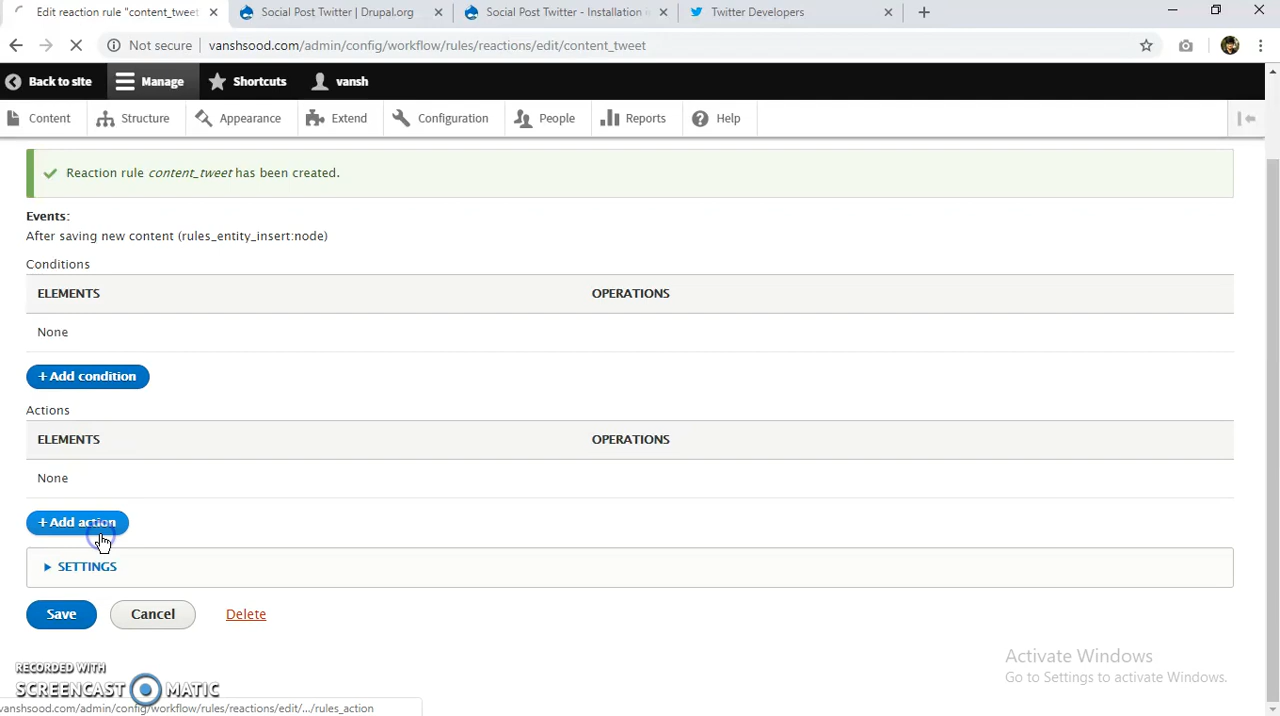 Edit reaction rule "content_tweet
Social Post Twitter | Drupal.org
Social Post Twitter - Installation
Twitter Developers
Not secure
vanshsood.com/admin/config/workflow/rules/reactions/edit/content_tweet
Back to site
Manage
Shortcuts
vansh
Content
Structure
Appearance
Extend
Configuration
People
Reports
Help
Reaction rule content_tweet has been created.
Events:
After saving new content (rules_entity_insert:node)
Conditions
ELEMENTS OPERATIONS
None
+ Add condition
Actions
ELEMENTS OPERATIONS
None
+ Add action
SETTINGS
Save
Cancel
Delete
Activate Windows
Go to Settings to activate Windows.
RECORDED WITH
SCREENCAST MATIC
vanshsood.com/admin/config/workflow/rules/reactions/edit/.../rules_action